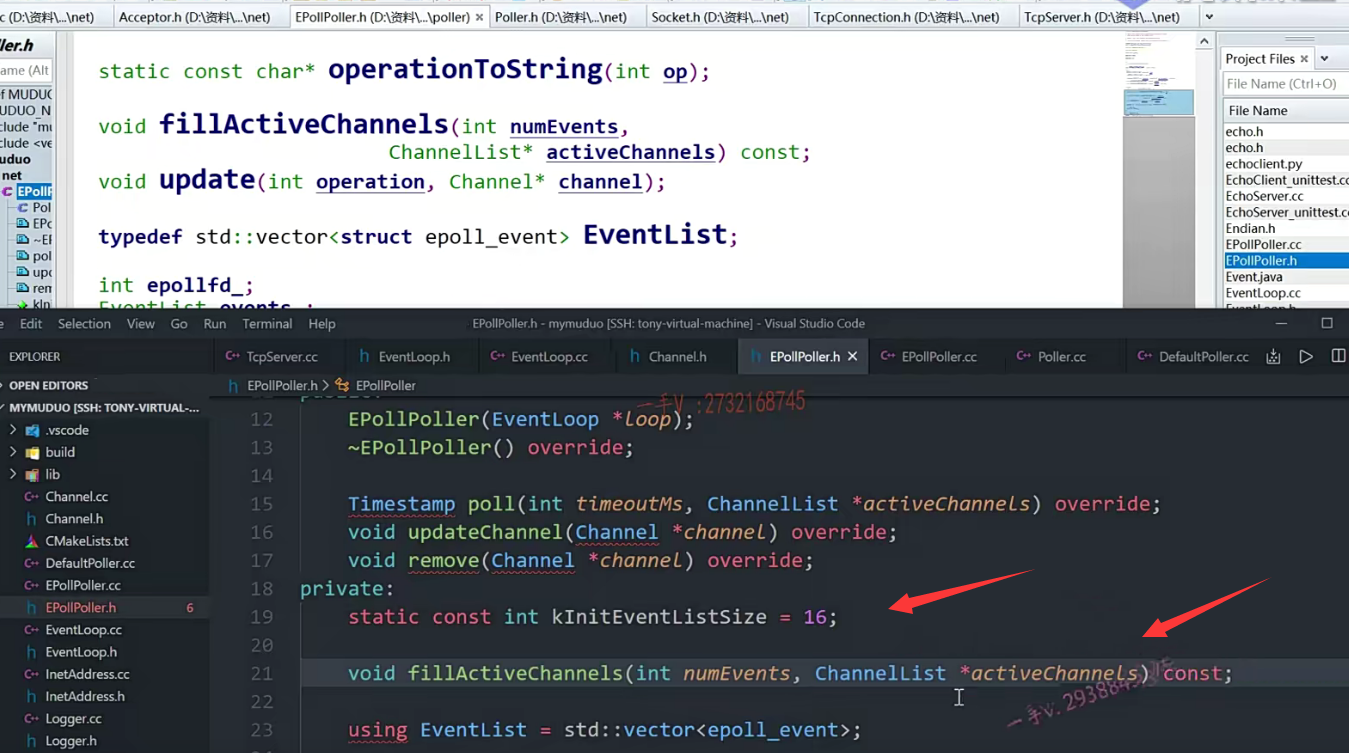 c (D:\资料\...\net) Acceptor.h (D:\资料\...\net) EPollPoller.h (D:\资料\...\poller) × Poller.h (D:\资料\...\net) Socket.h (D:\资料\...\net) TcpConnection.h (D:\资料\...\net) TcpServer.h (D:\资料\...\net)
ller.h
ame (Alt
ef MUDUC
UDUO_N
clude "mu
clude <ve
uduo
net
EPollF
Pol
EPc
~EF
pol
upc
rem
kIn
static const char* operationToString(int op);
void fillActiveChannels(int numEvents,
ChannelList* activeChannels) const;
void update(int operation, Channel* channel);
typedef std::vector<struct epoll_event> EventList;
int epollfd_;
EventList events_;
Project Files ×
File Name (Ctrl+O)
File Name
echo.h
echo.h
echoclient.py
EchoClient_unittest.cc
EchoServer.cc
EchoServer_unittest.cc
Endian.h
EPollPoller.cc
EPollPoller.h
Event.java
EventLoop.cc
EventLoop.h
e Edit Selection View Go Run Terminal Help
EPollPoller.h - mymuduo [SSH: tony-virtual-machine] - Visual Studio Code
EXPLORER
TcpServer.cc EventLoop.h EventLoop.cc Channel.h EPollPoller.h × EPollPoller.cc Poller.cc DefaultPoller.cc
OPEN EDITORS
MYMUDUO [SSH: TONY-VIRTUAL-...
.vscode
build
lib
Channel.cc
Channel.h
CMakeLists.txt
DefaultPoller.cc
EPollPoller.cc
EPollPoller.h 6
EventLoop.cc
EventLoop.h
InetAddress.cc
InetAddress.h
Logger.cc
Logger.h
EPollPoller.h > EPollPoller
public:
一手V :2732168745
12 EPollPoller(EventLoop *loop);
13 ~EPollPoller() override;
14
15 Timestamp poll(int timeoutMs, ChannelList *activeChannels) override;
16 void updateChannel(Channel *channel) override;
17 void remove(Channel *channel) override;
18 private:
19 static const int kInitEventListSize = 16;
20
21 void fillActiveChannels(int numEvents, ChannelList *activeChannels) const;
22
23 using EventList = std::vector<epoll_event>;
一手V.